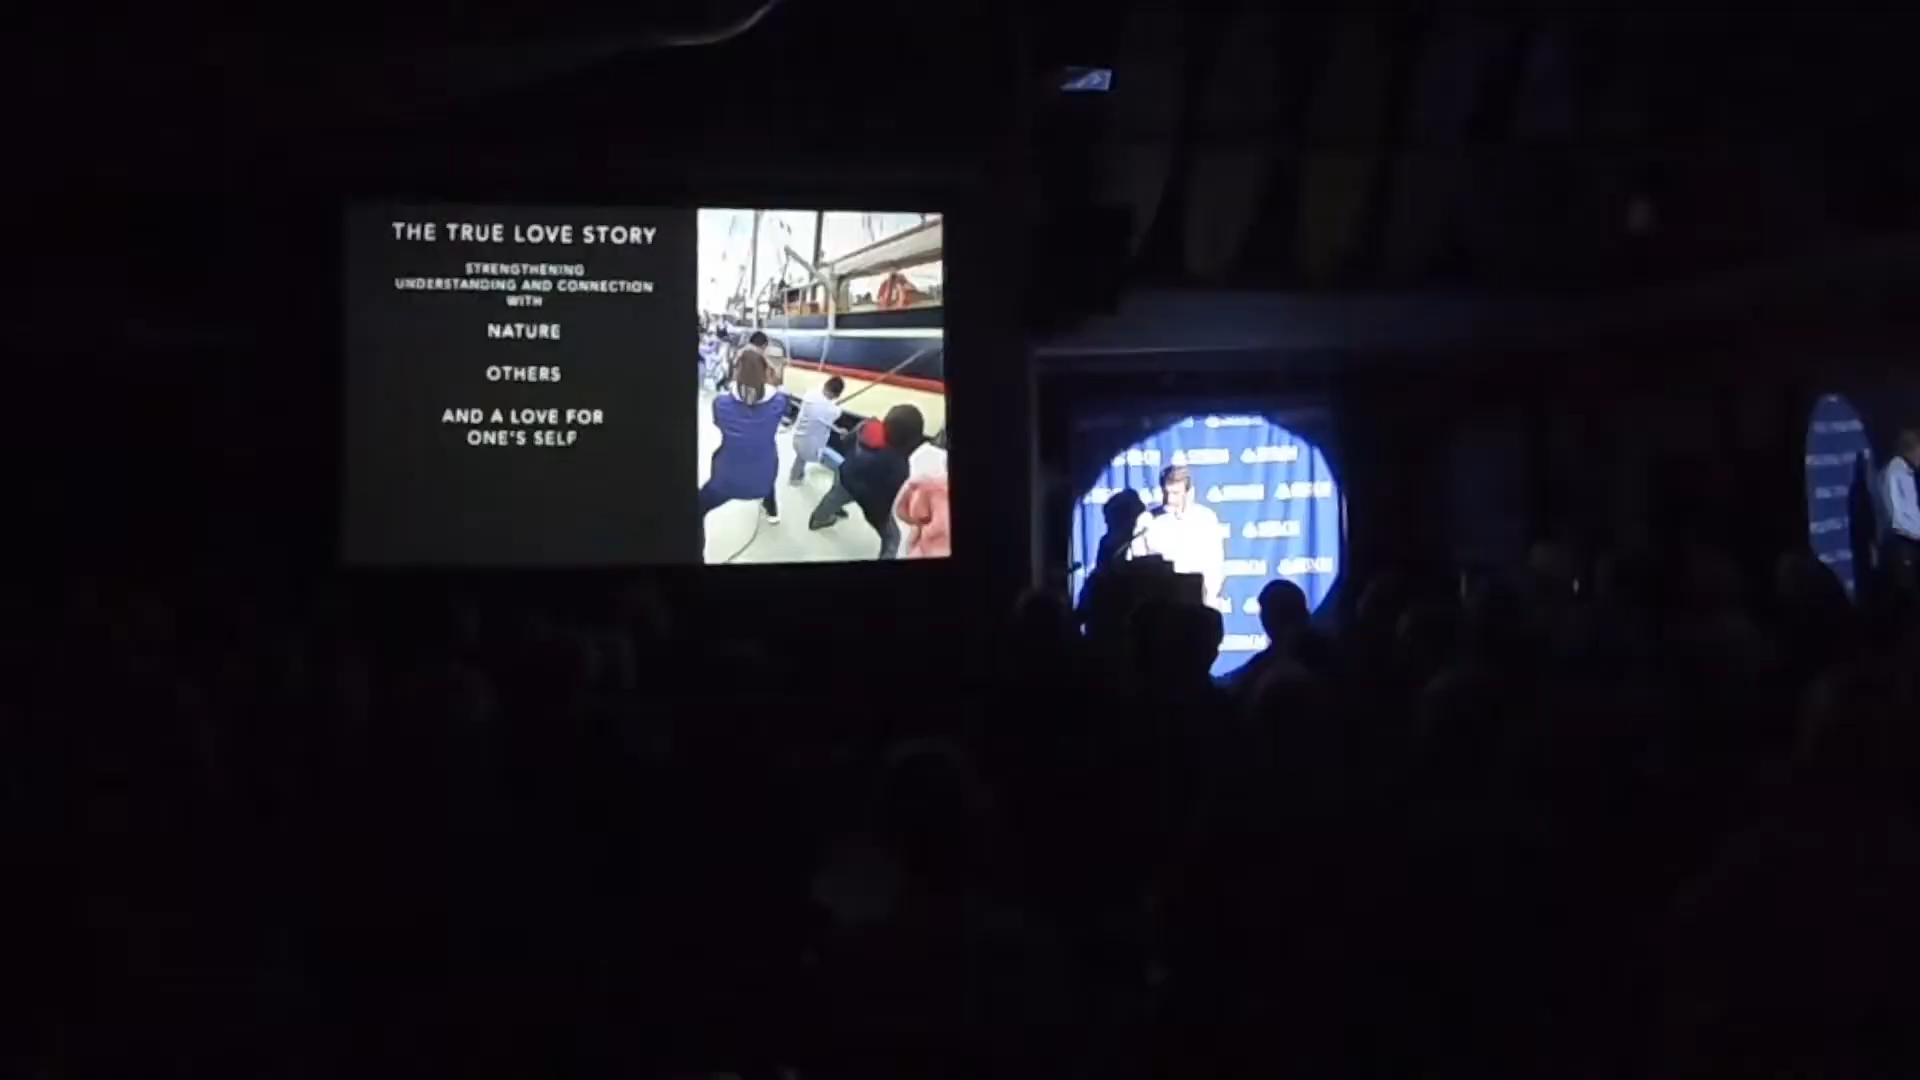 THE TRUE LOVE STORY
STRENGTHENING
UNDERSTANDING AND CONNECTION
WITH
NATURE
OTHERS
AND A LOVE FOR
ONE'S SELF